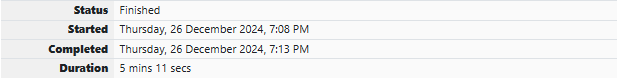 Status Finished
Started Thursday, 26 December 2024, 7:08 PM
Completed Thursday, 26 December 2024, 7:13 PM
Duration 5 mins 11 secs